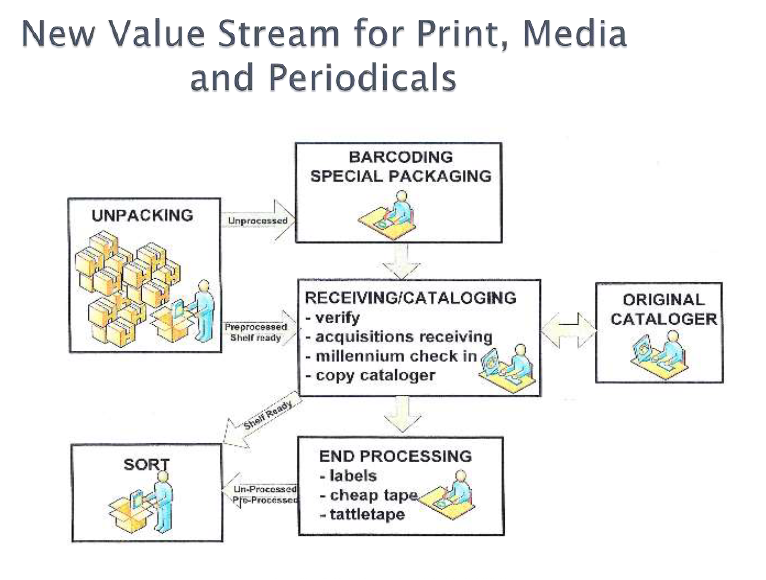 New Value Stream for Print, Media
and Periodicals
BARCODING
SPECIAL PACKAGING
UNPACKING
Unprocessed
RECEIVING/CATALOGING
- verify
- acquisitions receiving
- millennium check in
- copy cataloger
Preprocessed
Shelf ready
ORIGINAL
CATALOGER
Shelf Ready
SORT
END PROCESSING
- labels
- cheap tape
- tattletape
Un-Processed
Pre-Processed